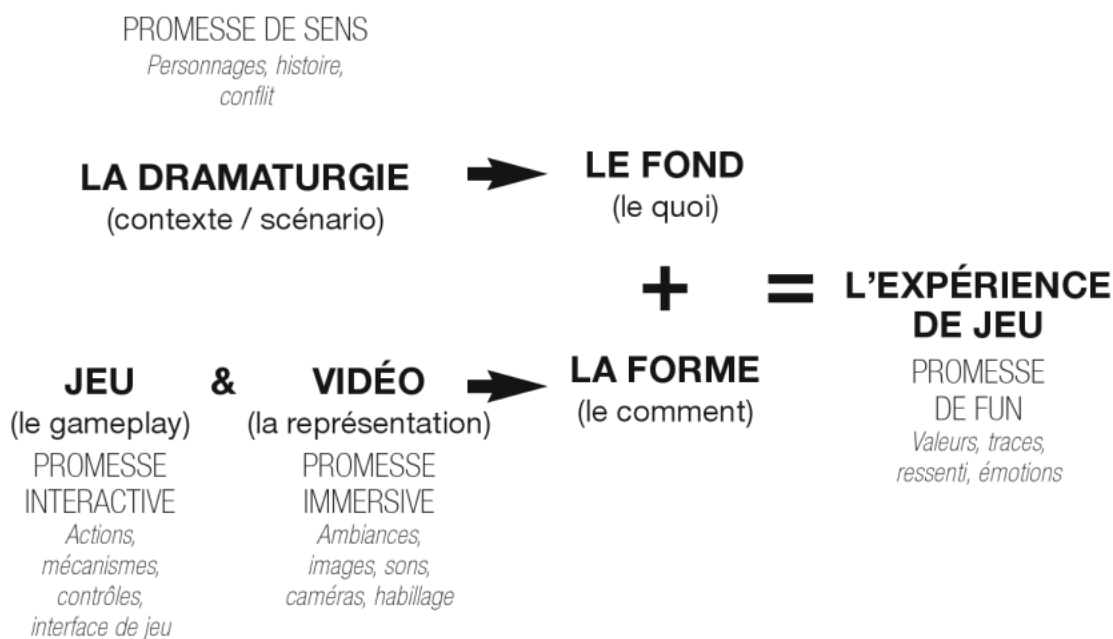 PROMESSE DE SENS
Personnages, histoire,
conflit
LA DRAMATURGIE
(contexte / scénario)
LE FOND
(le quoi)
+
=
L'EXPÉRIENCE
DE JEU
PROMESSE
DE FUN
Valeurs, traces,
ressenti, émotions
JEU & VIDÉO
(le gameplay) (la représentation)
PROMESSE
INTERACTIVE
Actions,
mécanismes,
contrôles,
interface de jeu
PROMESSE
IMMERSIVE
Ambiances,
images, sons,
caméras, habillage
LA FORME
(le comment)